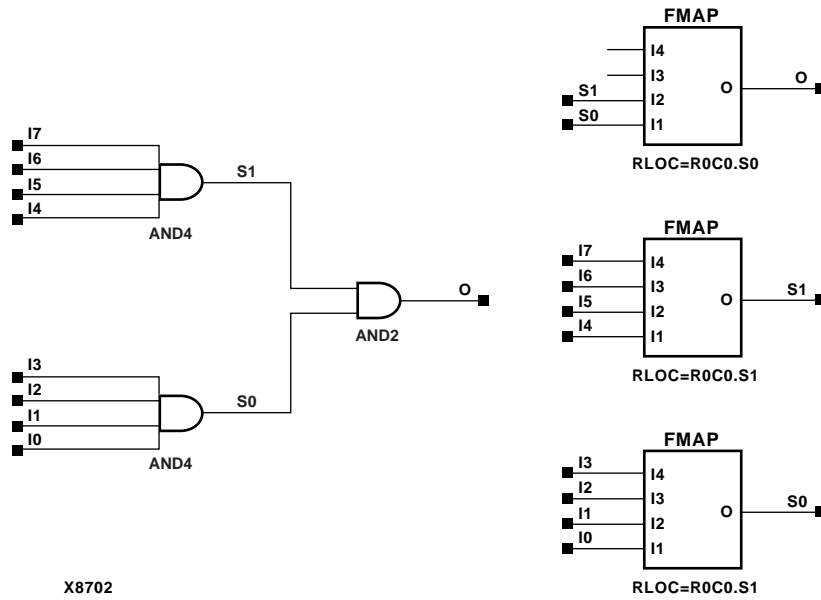 I7
I6
I5
I4
S1
AND4
O
AND2
I3
I2
I1
I0
S0
AND4
X8702
FMAP
I4
I3
S1
I2
S0
I1
O
O
RLOC=R0C0.S0
FMAP
I7
I4
I6
I3
I5
I2
I4
I1
O
S1
RLOC=R0C0.S1
FMAP
I3
I4
I2
I3
I1
I2
I0
I1
O
S0
RLOC=R0C0.S1